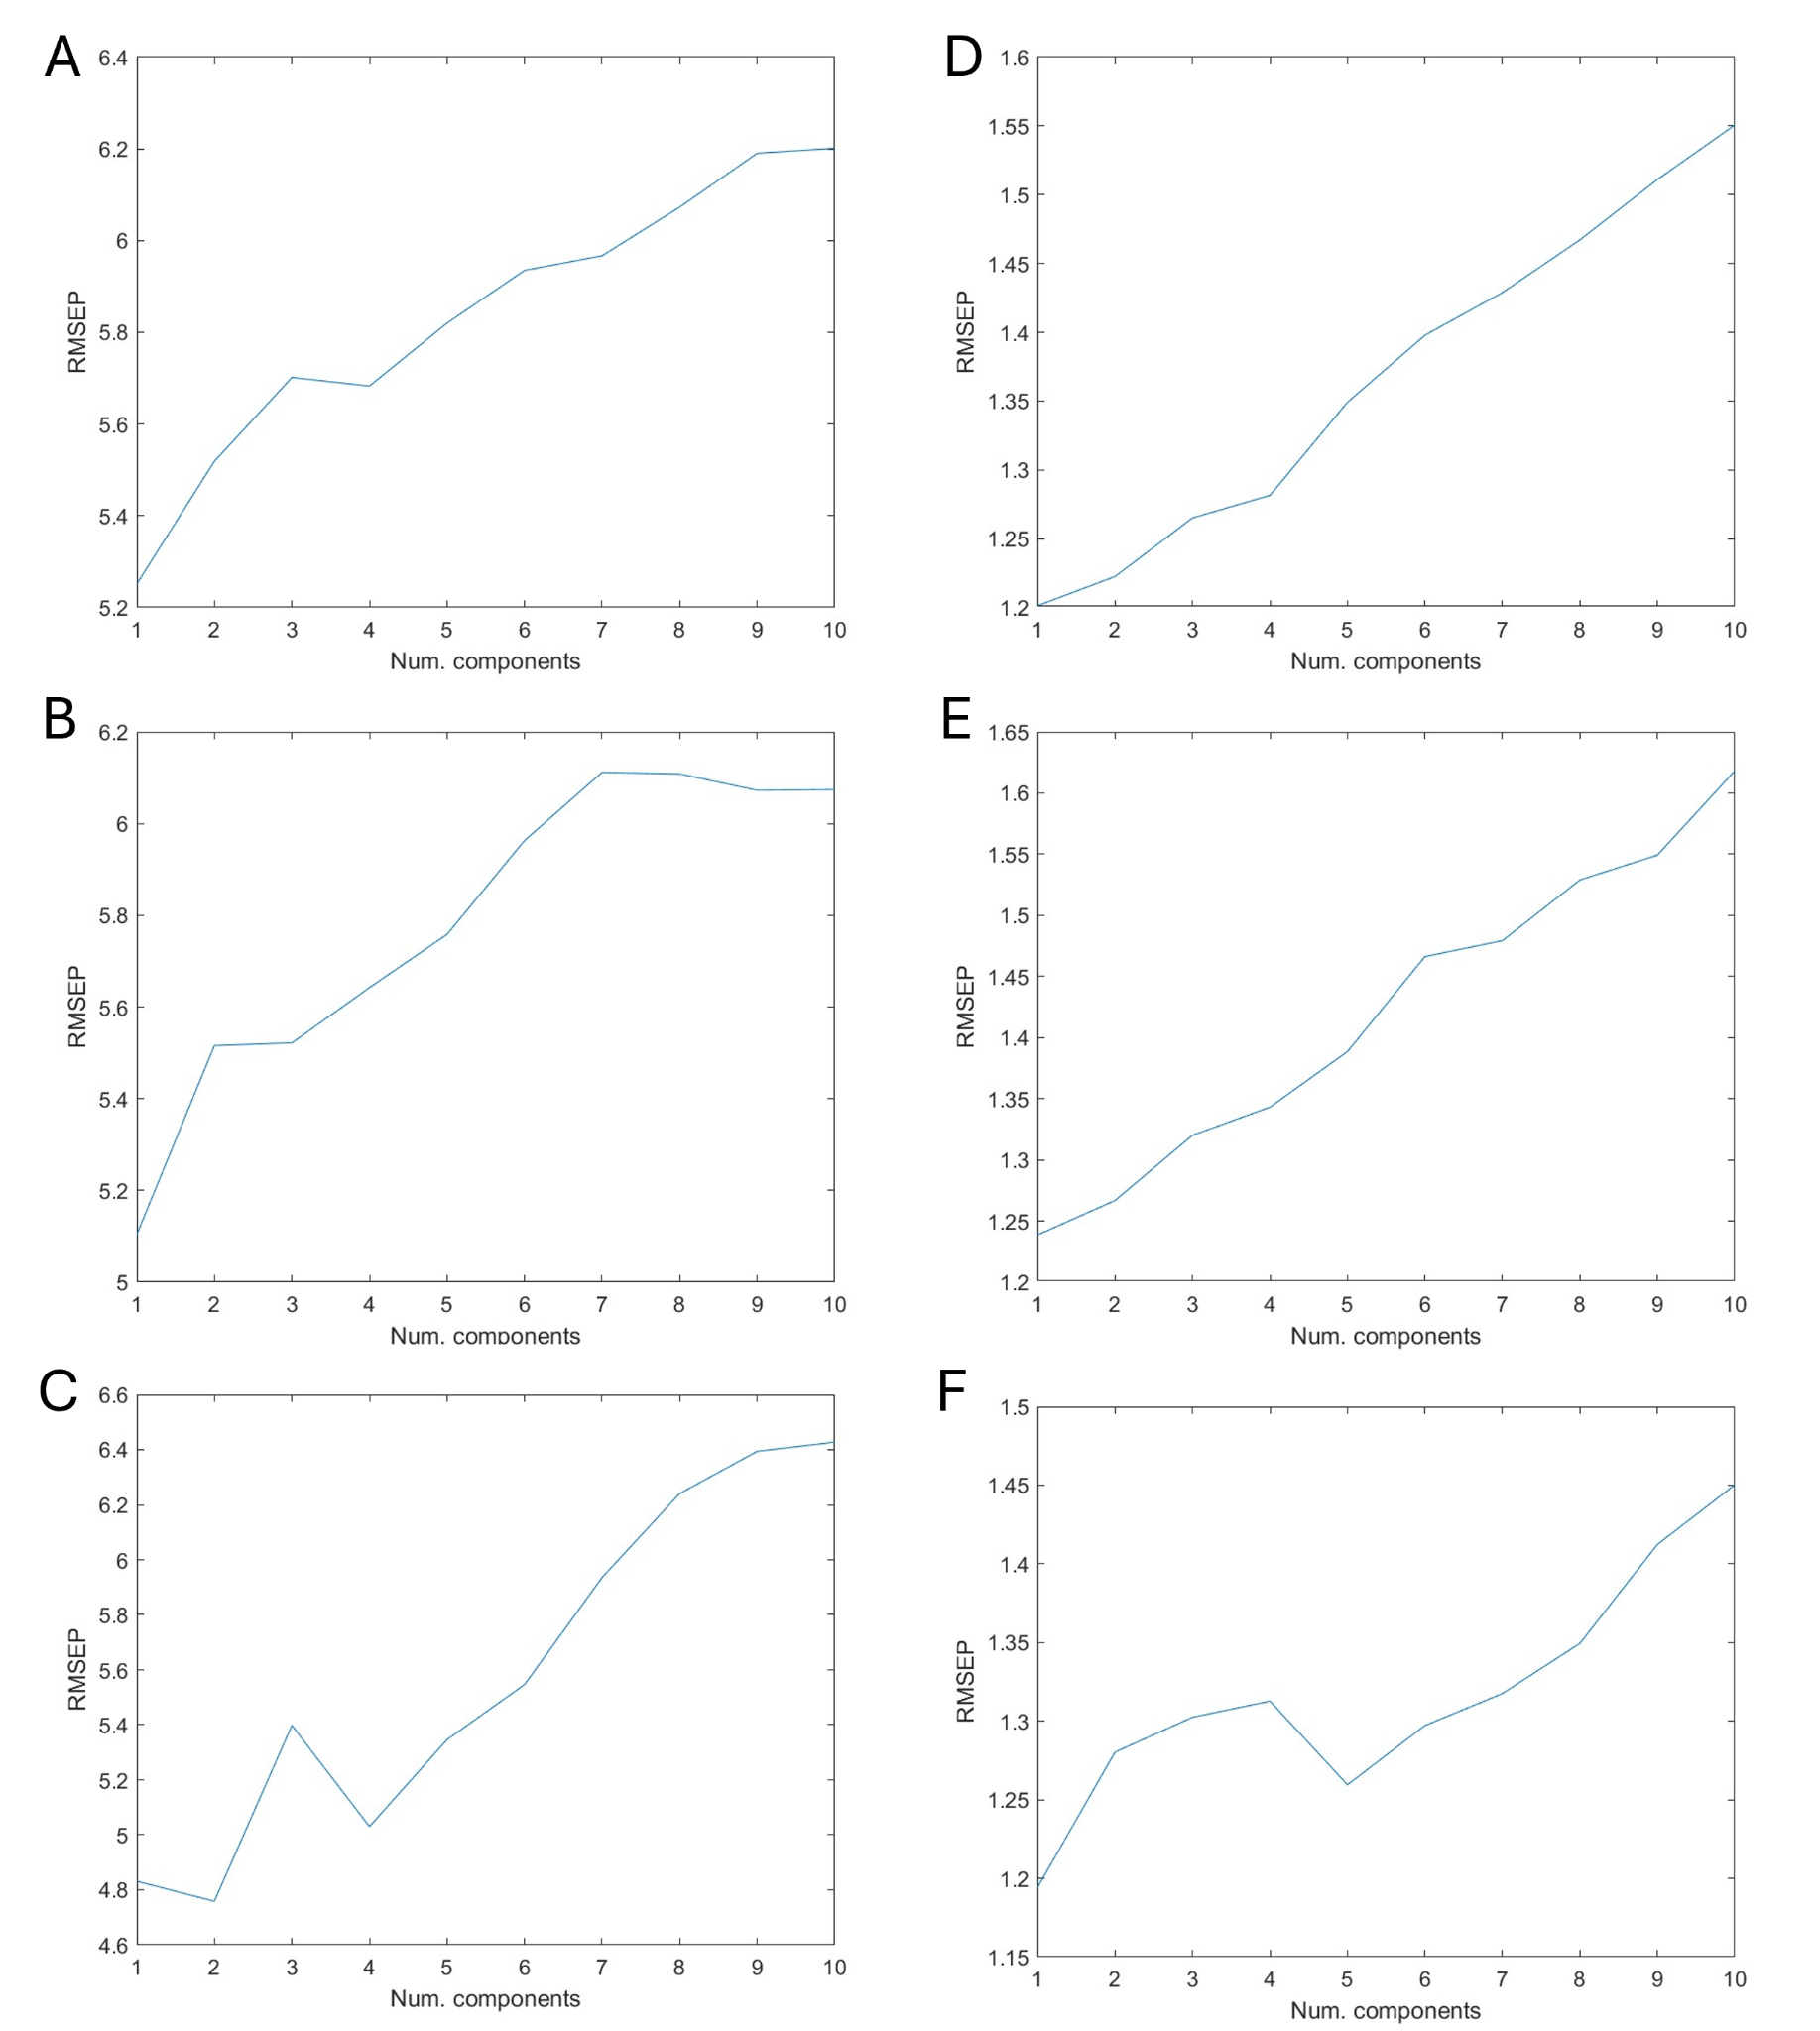 A
6.4
6.2
6
5.8
5.6
5.4
5.2
RMSEP
1 2 3 4 5 6 7 8 9 10
Num. components
D
1.6
1.55
1.5
1.45
1.4
1.35
1.3
1.25
1.2
RMSEP
1 2 3 4 5 6 7 8 9 10
Num. components
B
6.2
6
5.8
5.6
5.4
5.2
5
RMSEP
1 2 3 4 5 6 7 8 9 10
Num. components
E
1.65
1.6
1.55
1.5
1.45
1.4
1.35
1.3
1.25
1.2
RMSEP
1 2 3 4 5 6 7 8 9 10
Num. components
C
6.6
6.4
6.2
6
5.8
5.6
5.4
5.2
5
4.8
4.6
RMSEP
1 2 3 4 5 6 7 8 9 10
Num. components
F
1.5
1.45
1.4
1.35
1.3
1.25
1.2
1.15
RMSEP
1 2 3 4 5 6 7 8 9 10
Num. components